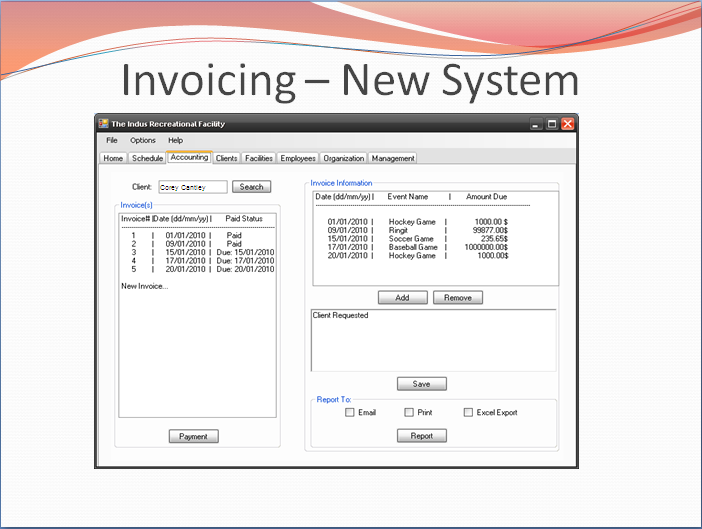 Invoicing – New System
The Indus Recreational Facility
File Options Help
Home Schedule Accounting Clients Facilities Employees Organization Management
Client: Corey Cantley Search
Invoice(s)
Invoice# |Date (dd/mm/yy) | Paid Status
1 | 01/01/2010 | Paid
2 | 09/01/2010 | Paid
3 | 15/01/2010 | Due: 15/01/2010
4 | 17/01/2010 | Due: 17/01/2010
5 | 20/01/2010 | Due: 20/01/2010
New Invoice...
Payment
Invoice Information
Date (dd/mm/yy) | Event Name | Amount Due
01/01/2010 | Hockey Game 1000.00 $
09/01/2010 | Ringit 99877.00$
15/01/2010 | Soccer Game 235.65$
17/01/2010 | Baseball Game 1000000.00$
20/01/2010 | Hockey Game 1000.00$
Add Remove
Client Requested
Save
Report To:
Email Print Excel Export
Report